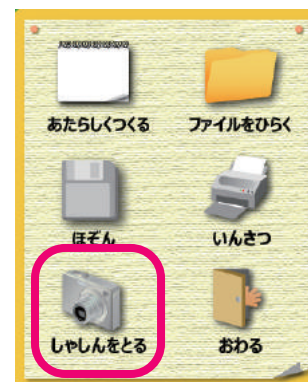 あたらしくつくる
ファイルをひらく
ほぞん
いんさつ
しゃしんをとる
おわる